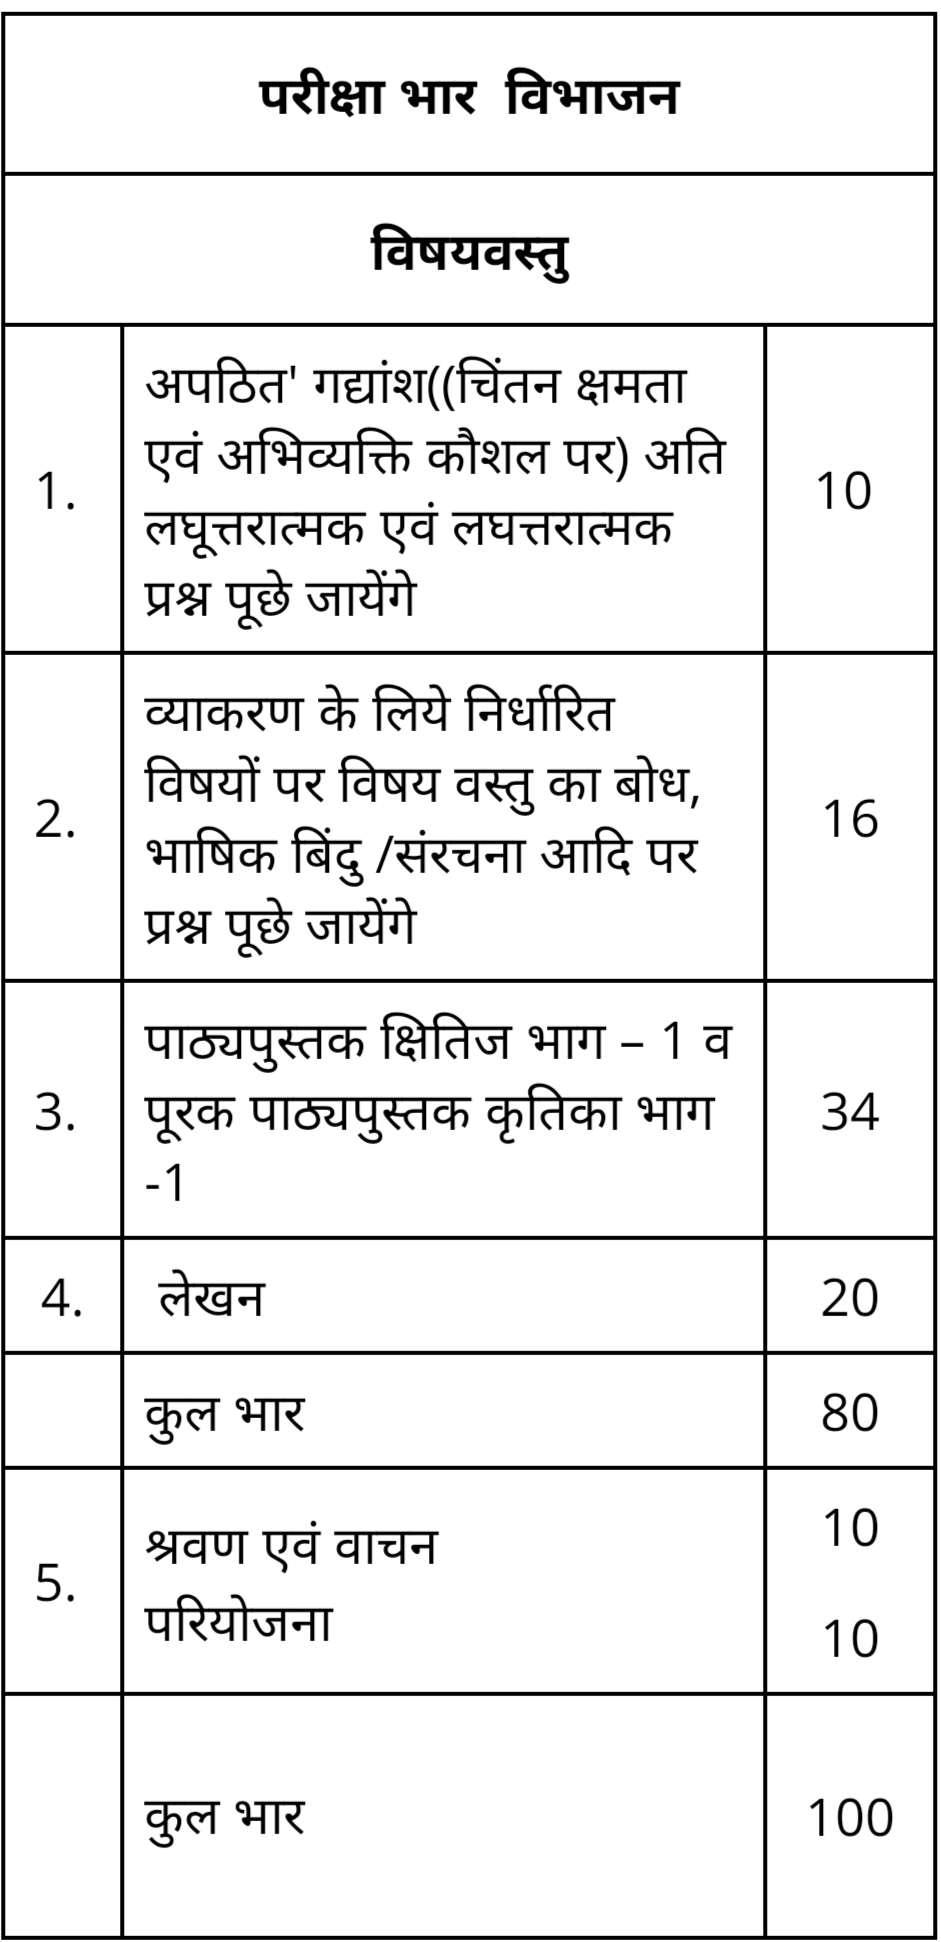 परीक्षा भार विभाजन
विषयवस्तु
1.
अपठित' गद्यांश((चिंतन क्षमता
एवं अभिव्यक्ति कौशल पर) अति
लघूत्तरात्मक एवं लघत्तरात्मक
प्रश्न पूछे जायेंगे
10
2.
व्याकरण के लिये निर्धारित
विषयों पर विषय वस्तु का बोध,
भाषिक बिंदु /संरचना आदि पर
प्रश्न पूछे जायेंगे
16
3.
पाठ्यपुस्तक क्षितिज भाग – 1 व
पूरक पाठ्यपुस्तक कृतिका भाग
-1
34
4.
लेखन
20
कुल भार
80
5.
श्रवण एवं वाचन
परियोजना
10
10
कुल भार
100